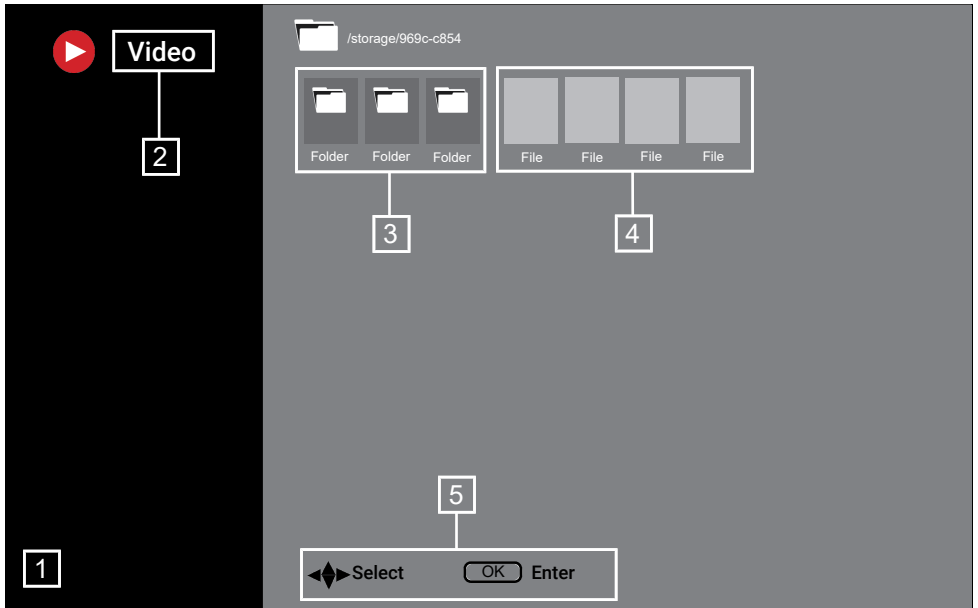 Video
/storage/969c-c854
Folder Folder Folder File File File File
2
3 4
5
1
Select OK Enter